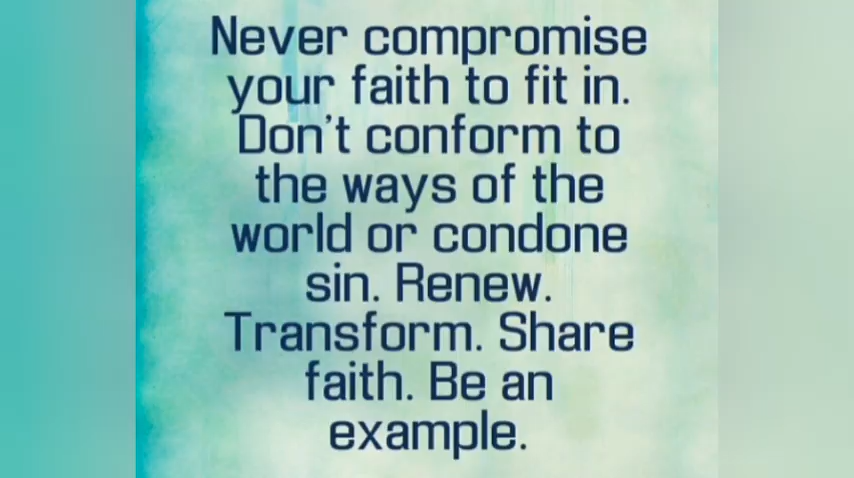 Never compromise
your faith to fit in.
Don't conform to
the ways of the
world or condone
sin. Renew.
Transform. Share
faith. Be an
example.